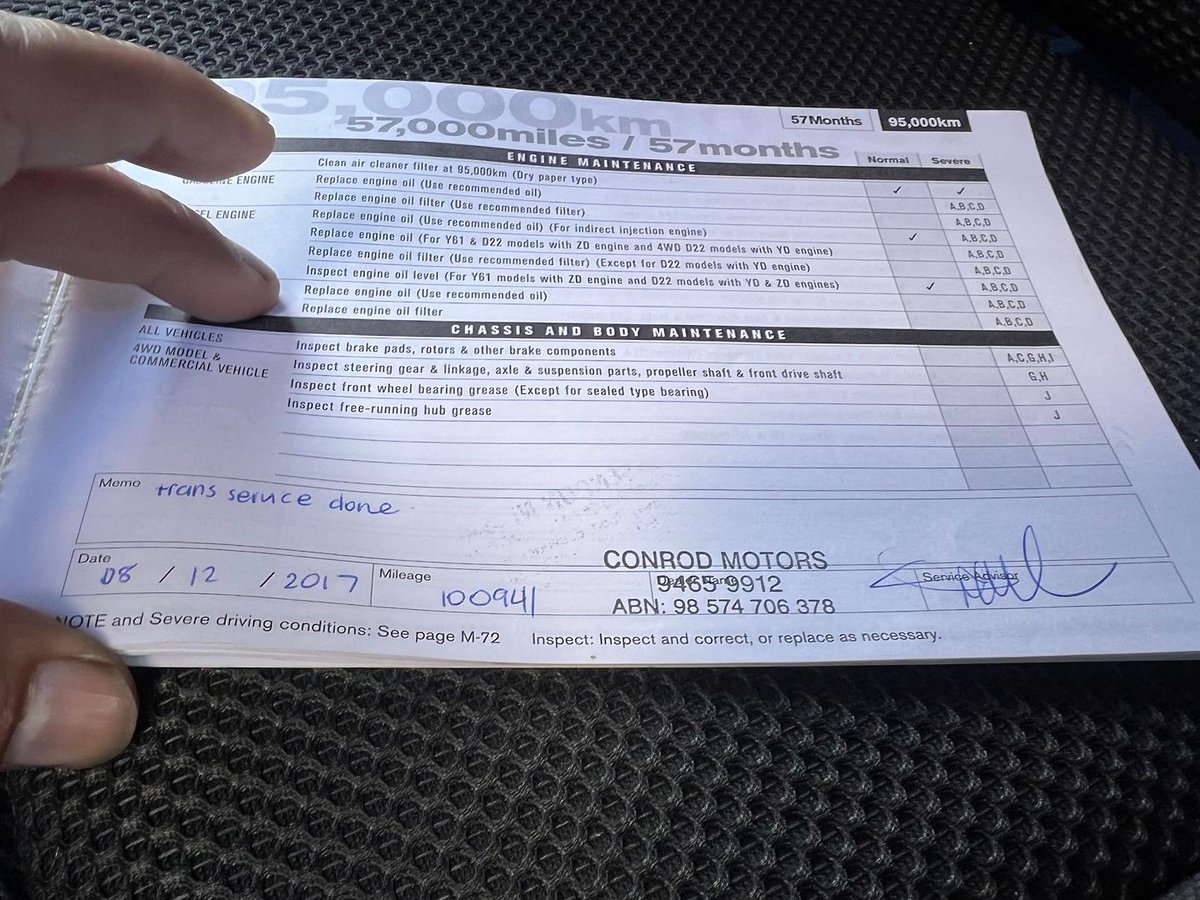 95,000km
57,000miles / 57months
57Months 95,000km
ENGINE MAINTENANCE Normal Severe
Clean air cleaner filter at 95,000km (Dry paper type) ✓ ✓
ENGINE Replace engine oil (Use recommended oil) A,B,C,D
Replace engine oil filter (Use recommended filter) A,B,C,D
EL ENGINE Replace engine oil (Use recommended oil) (For indirect injection engine) ✓ A,B,C,D
Replace engine oil (For Y61 & D22 models with ZD engine and 4WD D22 models with YD engine) A,B,C,D
Replace engine oil filter (Use recommended filter) (Except for D22 models with YD engine) A,B,C,D
Inspect engine oil level (For Y61 models with ZD engine and D22 models with YD & ZD engines) ✓ A,B,C,D
Replace engine oil (Use recommended oil) A,B,C,D
Replace engine oil filter A,B,C,D
CHASSIS AND BODY MAINTENANCE
ALL VEHICLES Inspect brake pads, rotors & other brake components A,C,G,H,I
4WD MODEL & COMMERCIAL VEHICLE Inspect steering gear & linkage, axle & suspension parts, propeller shaft & front drive shaft G,H
Inspect front wheel bearing grease (Except for sealed type bearing) J
Inspect free-running hub grease J
Memo trans service done
CONROD MOTORS
Date 08 / 12 / 2017 Mileage 100941 9465 9912 Service Advisor
ABN: 98 574 706 378
NOTE and Severe driving conditions: See page M-72 Inspect: Inspect and correct, or replace as necessary.